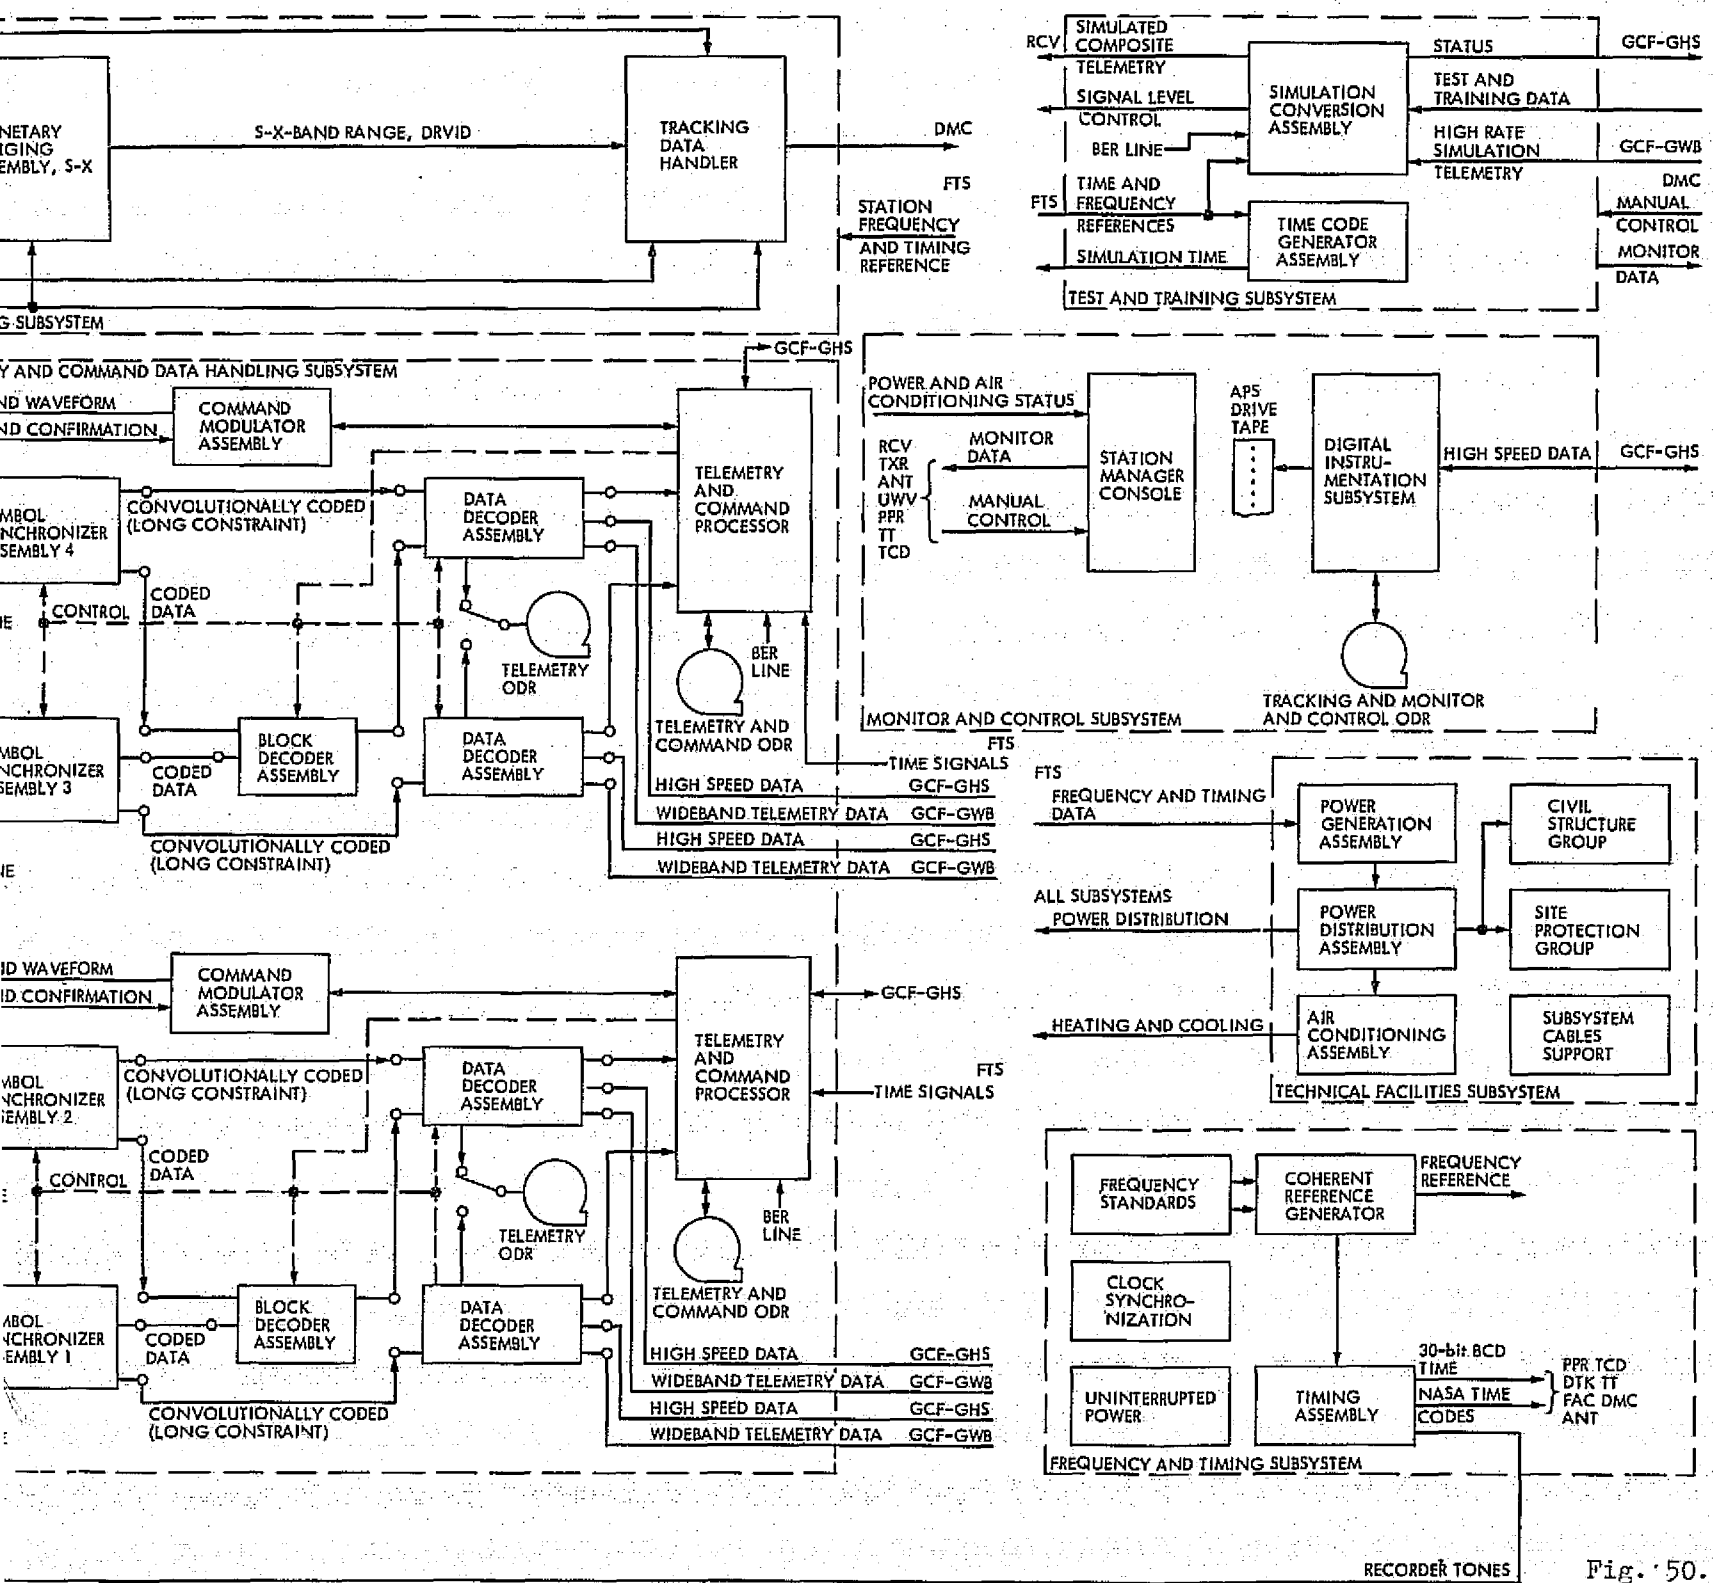 NETARY
GING
EMBLY, S-X
S-X-BAND RANGE, DRVID
TRACKING
DATA
HANDLER
DMC
FTS
STATION
FREQUENCY
AND TIMING
REFERENCE
G SUBSYSTEM
RCV
SIMULATED
COMPOSITE
TELEMETRY
SIGNAL LEVEL
CONTROL
BER LINE
FTS
TIME AND
FREQUENCY
REFERENCES
SIMULATION TIME
SIMULATION
CONVERSION
ASSEMBLY
TIME CODE
GENERATOR
ASSEMBLY
STATUS
GCF-GHS
TEST AND
TRAINING DATA
HIGH RATE
SIMULATION
TELEMETRY
GCF-GWB
DMC
MANUAL
CONTROL
MONITOR
DATA
TEST AND TRAINING SUBSYSTEM
Y AND COMMAND DATA HANDLING SUBSYSTEM
GCF-GHS
ND WAVEFORM
ND CONFIRMATION
COMMAND
MODULATOR
ASSEMBLY
MBOL
NCHRONIZER
SEMBLY 4
CONVOLUTIONALLY CODED
(LONG CONSTRAINT)
DATA
DECODER
ASSEMBLY
TELEMETRY
AND
COMMAND
PROCESSOR
CONTROL
CODED
DATA
TELEMETRY
ODR
BER
LINE
MBOL
NCHRONIZER
SEMBLY 3
CODED
DATA
BLOCK
DECODER
ASSEMBLY
DATA
DECODER
ASSEMBLY
TELEMETRY AND
COMMAND ODR
FTS
TIME SIGNALS
HIGH SPEED DATA GCF-GHS
WIDEBAND TELEMETRY DATA GCF-GWB
HIGH SPEED DATA GCF-GHS
WIDEBAND TELEMETRY DATA GCF-GWB
CONVOLUTIONALLY CODED
(LONG CONSTRAINT)
POWER AND AIR
CONDITIONING STATUS
RCV
TXR
ANT
UWV
PPR
TT
TCD
MONITOR
DATA
MANUAL
CONTROL
STATION
MANAGER
CONSOLE
APS
DRIVE
TAPE
DIGITAL
INSTRU-
MENTATION
SUBSYSTEM
HIGH SPEED DATA
GCF-GHS
TRACKING AND MONITOR
AND CONTROL ODR
MONITOR AND CONTROL SUBSYSTEM
FTS
FREQUENCY AND TIMING
DATA
ALL SUBSYSTEMS
POWER DISTRIBUTION
HEATING AND COOLING
POWER
GENERATION
ASSEMBLY
CIVIL
STRUCTURE
GROUP
POWER
DISTRIBUTION
ASSEMBLY
SITE
PROTECTION
GROUP
AIR
CONDITIONING
ASSEMBLY
SUBSYSTEM
CABLES
SUPPORT
TECHNICAL FACILITIES SUBSYSTEM
ID WAVEFORM
ID CONFIRMATION
COMMAND
MODULATOR
ASSEMBLY
GCF-GHS
MBOL
NCHRONIZER
EMBLY 2
CONVOLUTIONALLY CODED
(LONG CONSTRAINT)
DATA
DECODER
ASSEMBLY
TELEMETRY
AND
COMMAND
PROCESSOR
FTS
TIME SIGNALS
CONTROL
CODED
DATA
TELEMETRY
ODR
BER
LINE
MBOL
NCHRONIZER
EMBLY 1
CODED
DATA
BLOCK
DECODER
ASSEMBLY
DATA
DECODER
ASSEMBLY
TELEMETRY AND
COMMAND ODR
HIGH SPEED DATA GCF-GHS
WIDEBAND TELEMETRY DATA GCF-GWB
HIGH SPEED DATA GCF-GHS
WIDEBAND TELEMETRY DATA GCF-GWB
CONVOLUTIONALLY CODED
(LONG CONSTRAINT)
FREQUENCY
STANDARDS
COHERENT
REFERENCE
GENERATOR
FREQUENCY
REFERENCE
CLOCK
SYNCHRO-
NIZATION
UNINTERRUPTED
POWER
TIMING
ASSEMBLY
30-bit BCD
TIME
NASA TIME
CODES
PPR TCD
DTK TT
FAC DMC
ANT
FREQUENCY AND TIMING SUBSYSTEM
RECORDER TONES
Fig. 50.